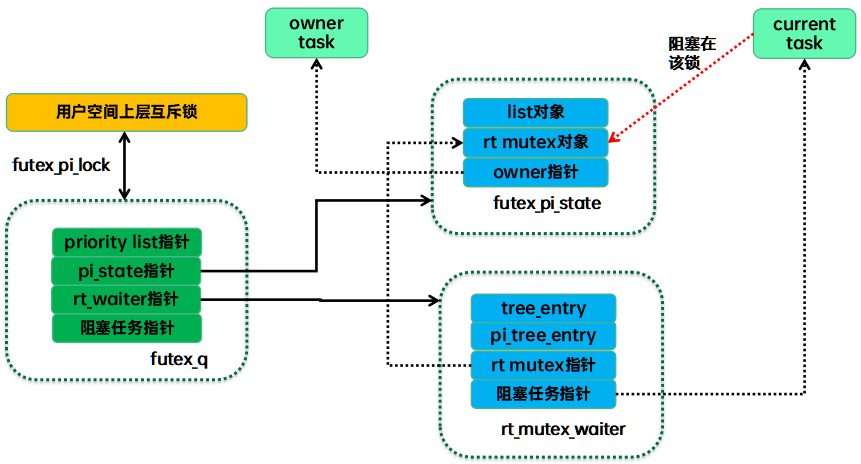 owner
task
current
task
阻塞在
该锁
用户空间上层互斥锁
list对象
rt mutex对象
owner指针
futex_pi_lock
futex_pi_state
priority list指针
pi_state指针
rt_waiter指针
阻塞任务指针
futex_q
tree_entry
pi_tree_entry
rt mutex指针
阻塞任务指针
rt_mutex_waiter